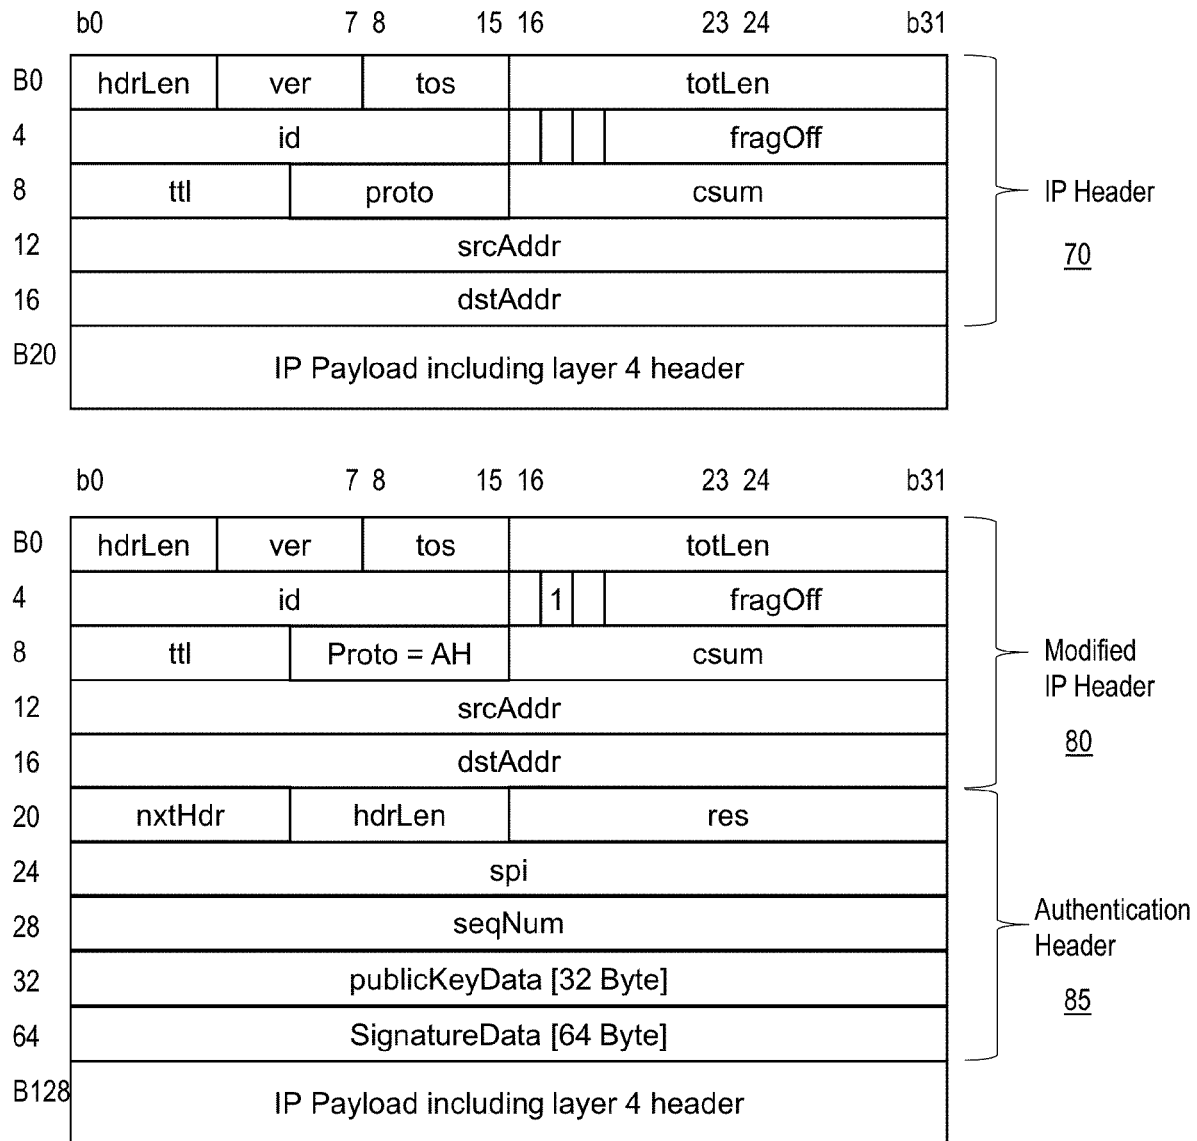 b0 7 8 15 16 23 24 b31
B0 hdrLen ver tos totLen
4 id fragOff
8 ttl proto csum
12 srcAddr
16 dstAddr
B20 IP Payload including layer 4 header
IP Header
70
b0 7 8 15 16 23 24 b31
B0 hdrLen ver tos totLen
4 id 1 fragOff
8 ttl Proto = AH csum
12 srcAddr
16 dstAddr
Modified
IP Header
80
20 nxtHdr hdrLen res
24 spi
28 seqNum
32 publicKeyData [32 Byte]
64 SignatureData [64 Byte]
Authentication
Header
85
B128 IP Payload including layer 4 header